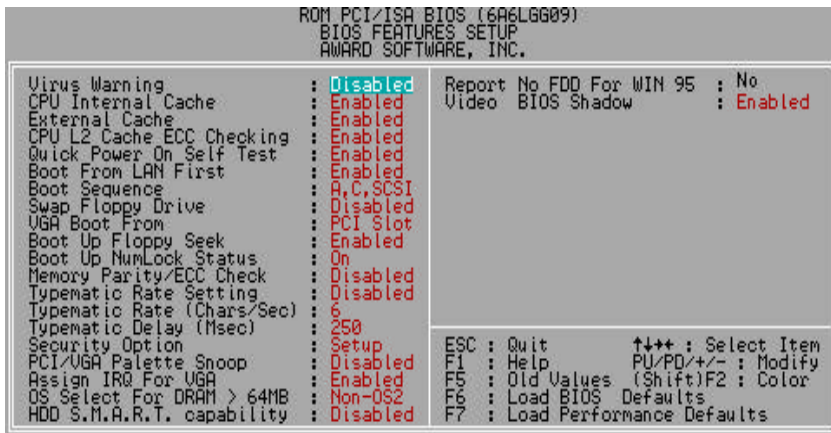 ROM PCI/ISA BIOS (6A6LGG09)
BIOS FEATURES SETUP
AWARD SOFTWARE, INC.
Virus Warning : Disabled
CPU Internal Cache : Enabled
External Cache : Enabled
CPU L2 Cache ECC Checking : Enabled
Quick Power On Self Test : Enabled
Boot From LAN First : Enabled
Boot Sequence : A,C,SCSI
Swap Floppy Drive : Disabled
VGA Boot From : PCI Slot
Boot Up Floppy Seek : Enabled
Boot Up NumLock Status : On
Memory Parity/ECC Check : Disabled
Typematic Rate Setting : Disabled
Typematic Rate (Chars/Sec) : 6
Typematic Delay (Msec) : 250
Security Option : Setup
PCI/VGA Palette Snoop : Disabled
Assign IRQ For VGA : Enabled
OS Select For DRAM > 64MB : Non-OS2
HDD S.M.A.R.T. capability : Disabled
Report No FDD For WIN 95 : No
Video BIOS Shadow : Enabled
ESC : Quit ↑↓→← : Select Item
F1 : Help PU/PD/+/- : Modify
F5 : Old Values (Shift)F2 : Color
F6 : Load BIOS Defaults
F7 : Load Performance Defaults